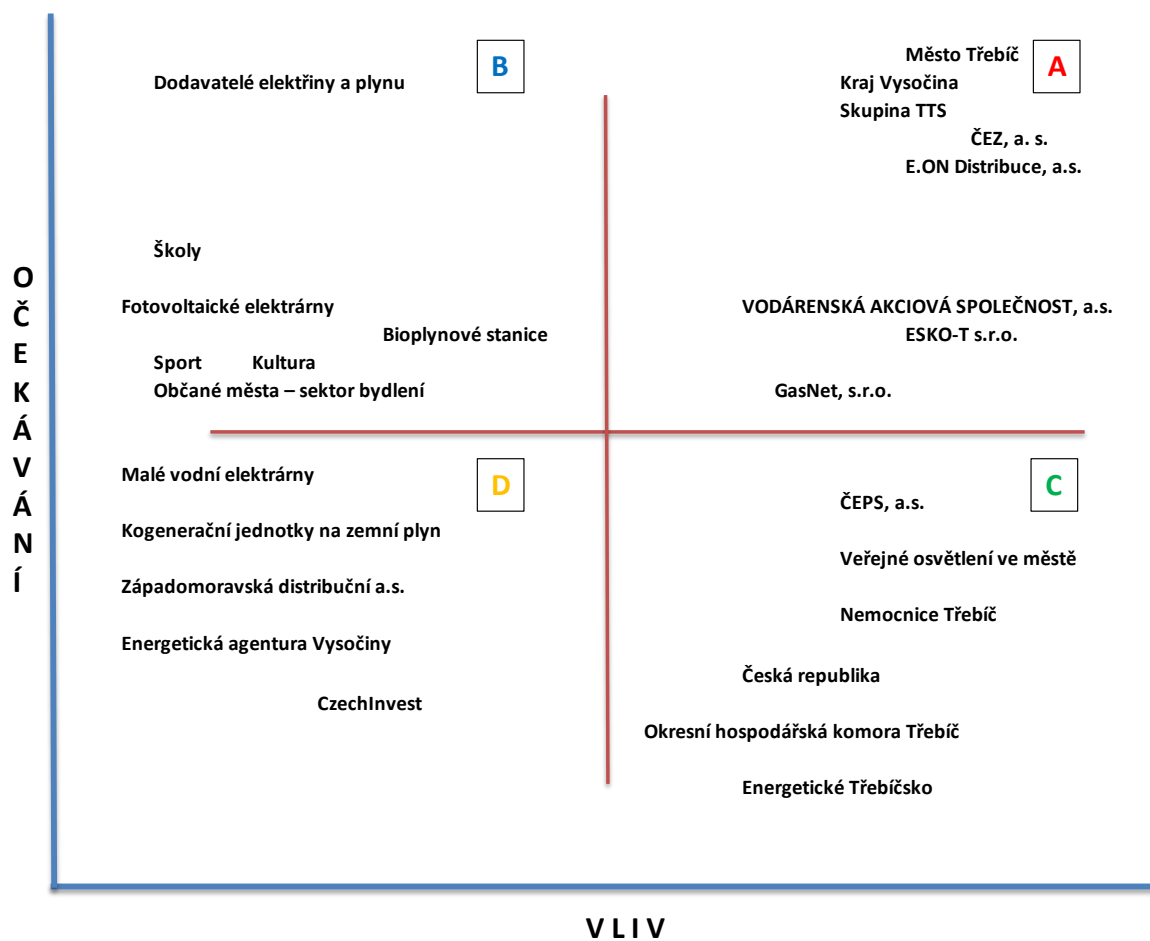 B
Dodavatelé elektřiny a plynu
Město Třebíč
A
Kraj Vysočina
Skupina TTS
ČEZ, a. s.
E.ON Distribuce, a.s.
Školy
Fotovoltaické elektrárny
Bioplynové stanice
Sport Kultura
Občané města – sektor bydlení
VODÁRENSKÁ AKCIOVÁ SPOLEČNOST, a.s.
ESKO-T s.r.o.
GasNet, s.r.o.
OČEKÁVÁNÍ
Malé vodní elektrárny
D
Kogenerační jednotky na zemní plyn
Západomoravská distribuční a.s.
Energetická agentura Vysočiny
CzechInvest
C
ČEPS, a.s.
Veřejné osvětlení ve městě
Nemocnice Třebíč
Česká republika
Okresní hospodářská komora Třebíč
Energetické Třebíčsko
V L I V